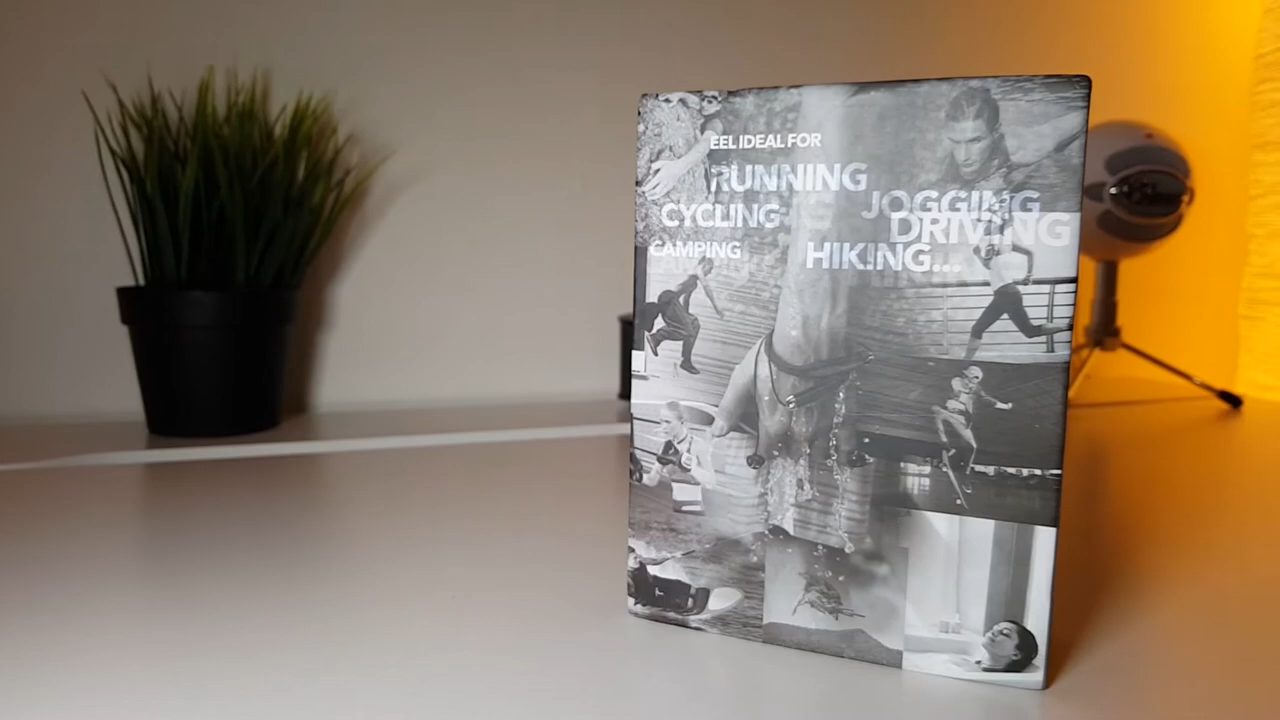 EEL IDEAL FOR
RUNNING
JOGGING
CYCLING
DRIVING
CAMPING
HIKING...